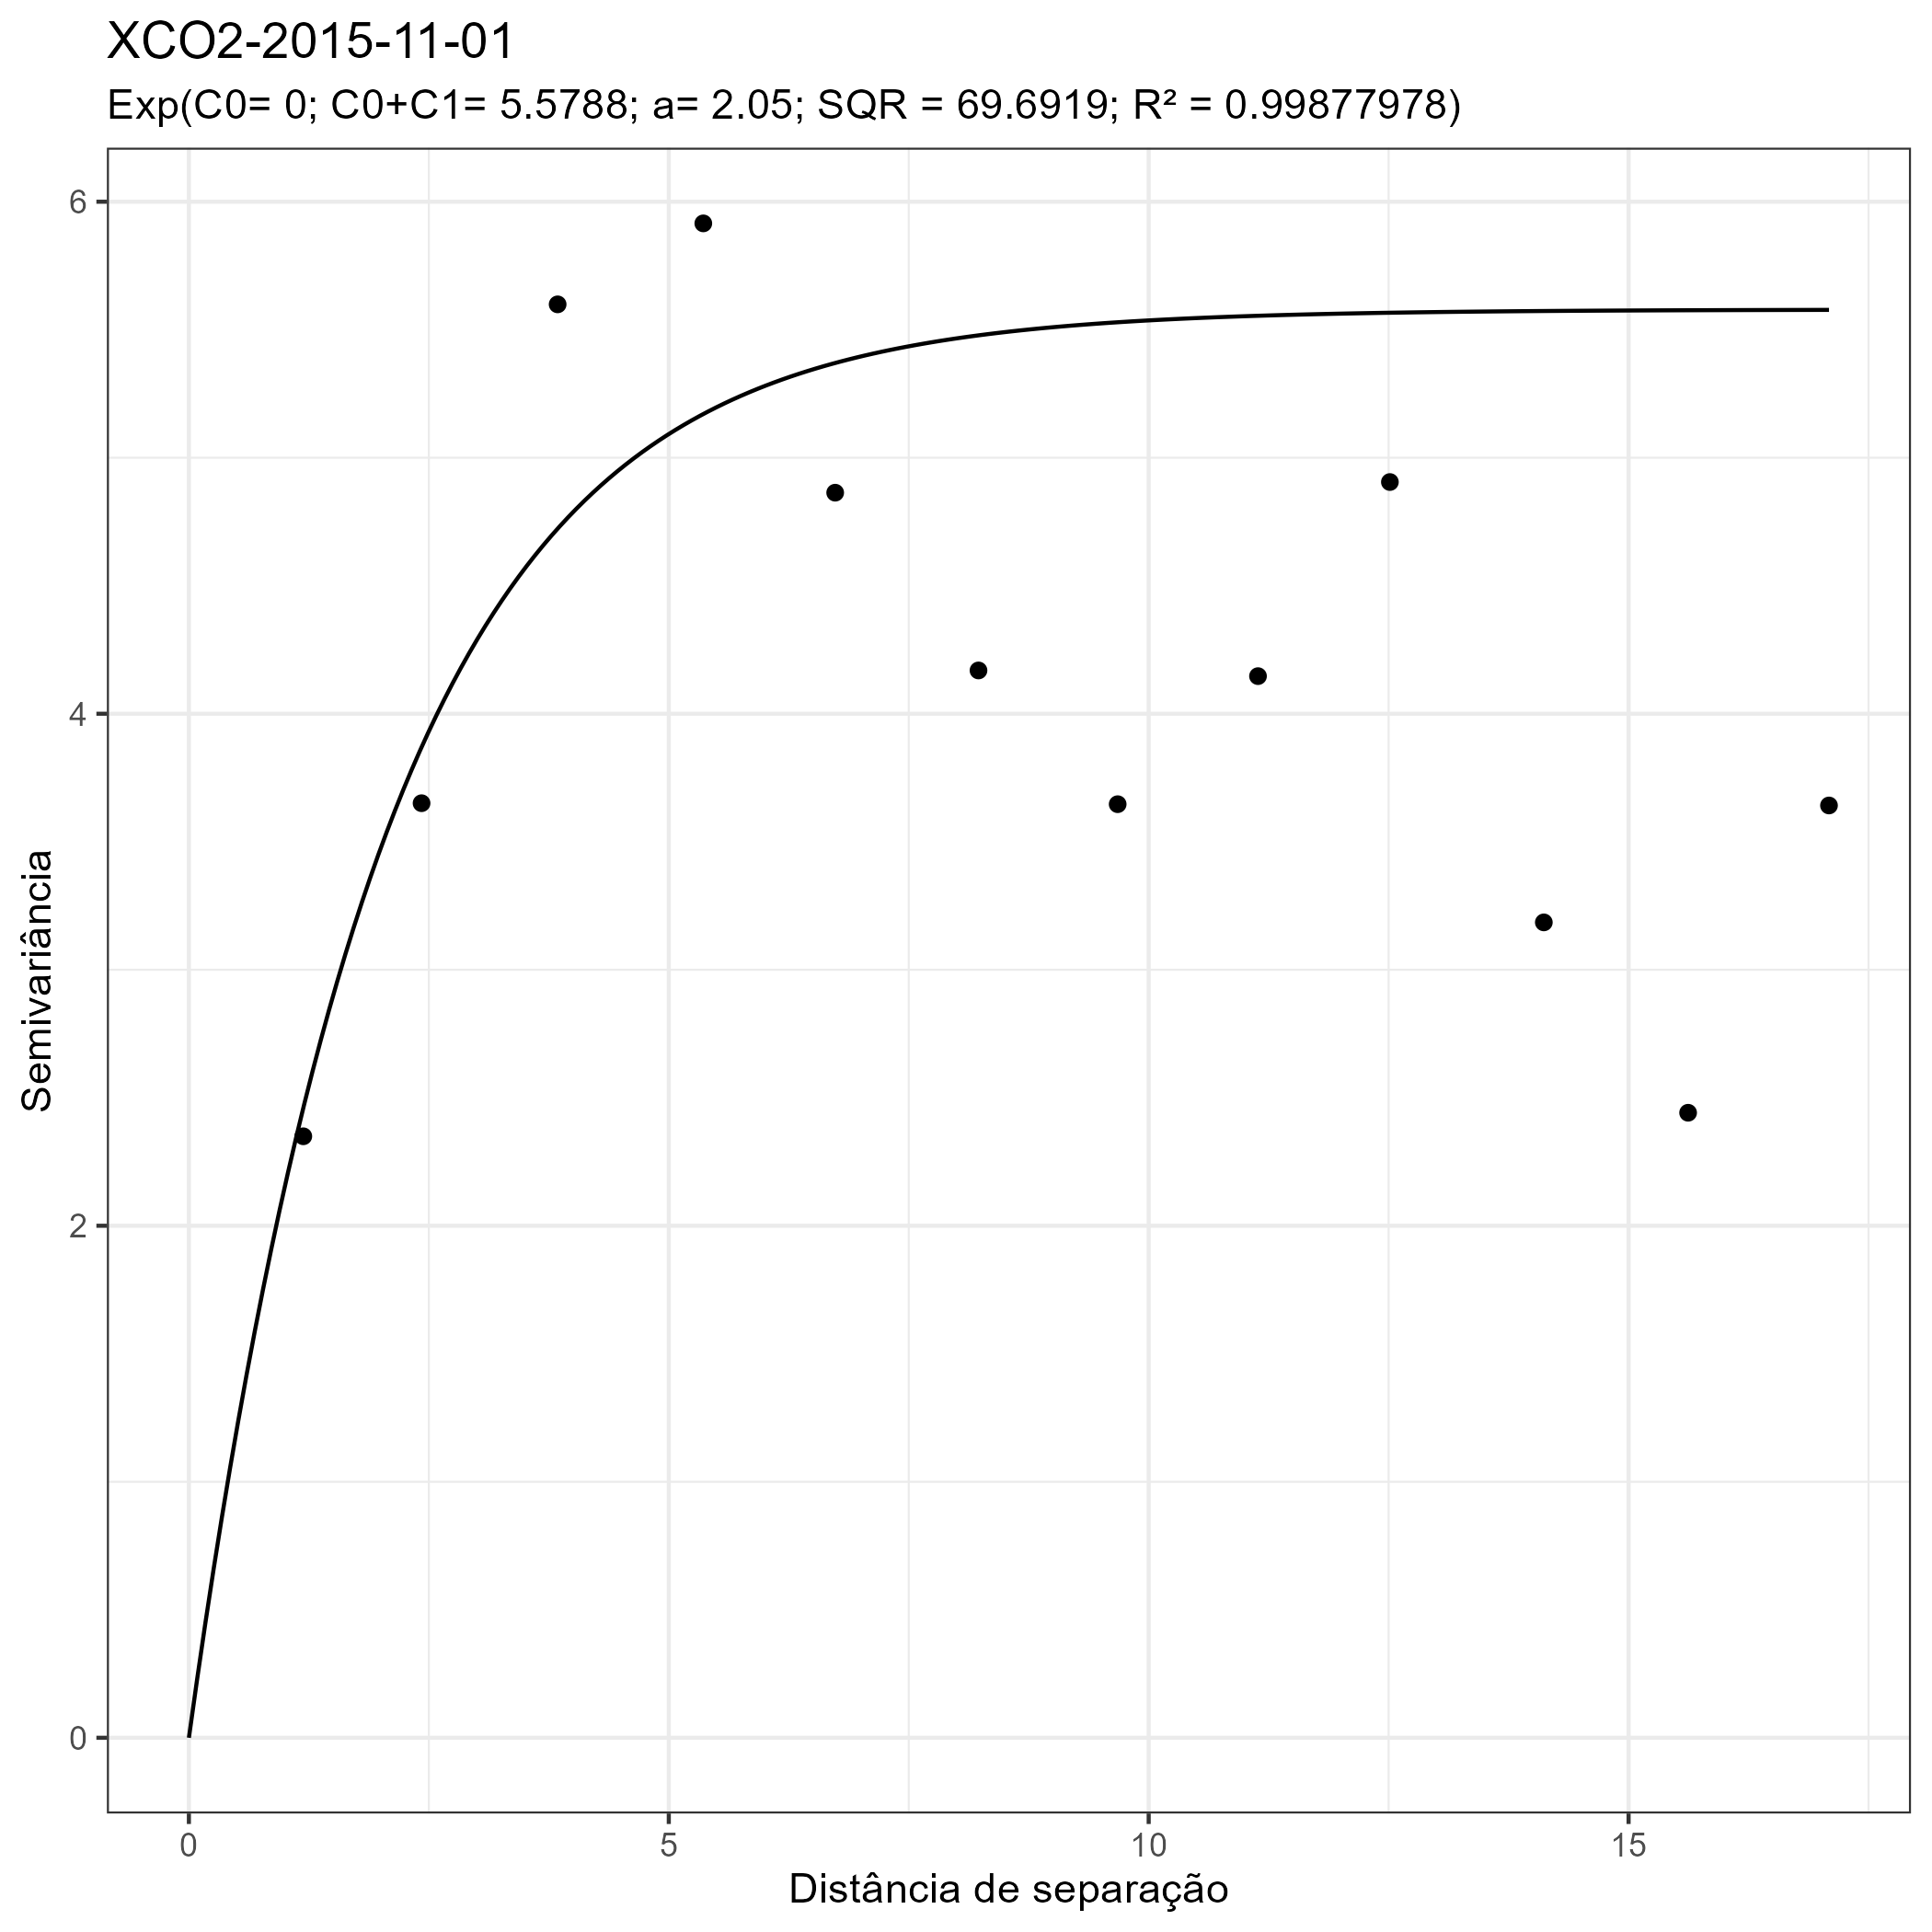 XCO2-2015-11-01
Exp(C0= 0; C0+C1= 5.5788; a= 2.05; SQR = 69.6919; R² = 0.99877978)
6
4
2
0
Semivariância
0 5 10 15
Distância de separação